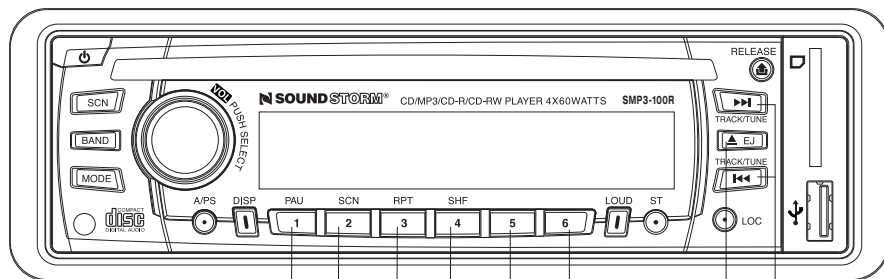 RELEASE
SCN
VOL PUSH SELECT
SOUNDSTORM® CD/MP3/CD-R/CD-RW PLAYER 4X60WATTS SMP3-100R
TRACK/TUNE
BAND
EJ
TRACK/TUNE
MODE
A/PS DISP PAU SCN RPT SHF LOUD ST
COMPACT
disc
DIGITAL AUDIO
1 2 3 4 5 6
LOC